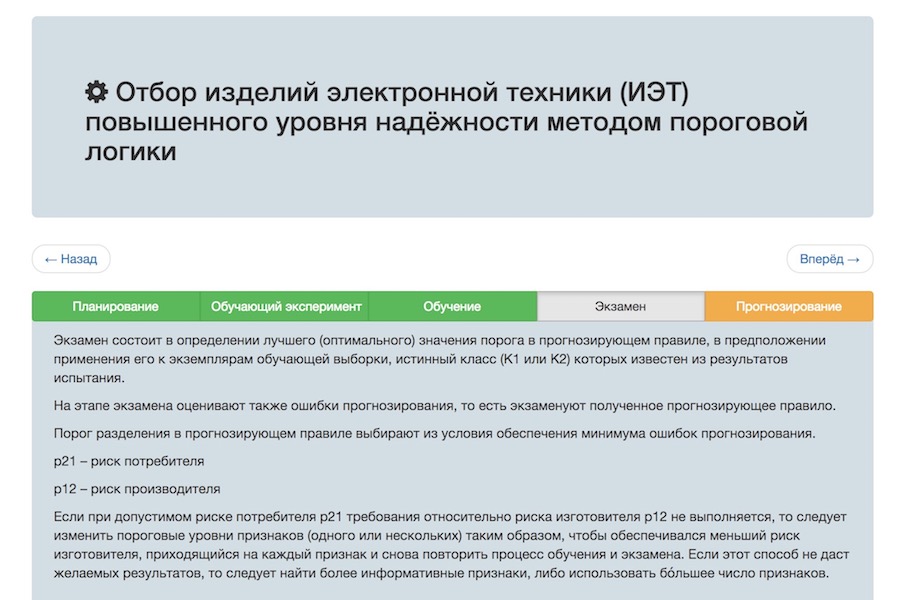 Отбор изделий электронной техники (ИЭТ)
повышенного уровня надёжности методом пороговой
логики
← Назад
Вперёд →
Планирование
Обучающий эксперимент
Обучение
Экзамен
Прогнозирование
Экзамен состоит в определении лучшего (оптимального) значения порога в прогнозирующем правиле, в предположении
применения его к экземплярам обучающей выборки, истинный класс (К1 или К2) которых известен из результатов
испытания.
На этапе экзамена оценивают также ошибки прогнозирования, то есть экзаменуют полученное прогнозирующее правило.
Порог разделения в прогнозирующем правиле выбирают из условия обеспечения минимума ошибок прогнозирования.
р21 – риск потребителя
р12 – риск производителя
Если при допустимом риске потребителя р21 требования относительно риска изготовителя р12 не выполняется, то следует
изменить пороговые уровни признаков (одного или нескольких) таким образом, чтобы обеспечивался меньший риск
изготовителя, приходящийся на каждый признак и снова повторить процесс обучения и экзамена. Если этот способ не даст
желаемых результатов, то следует найти более информативные признаки, либо использовать бо́льшее число признаков.